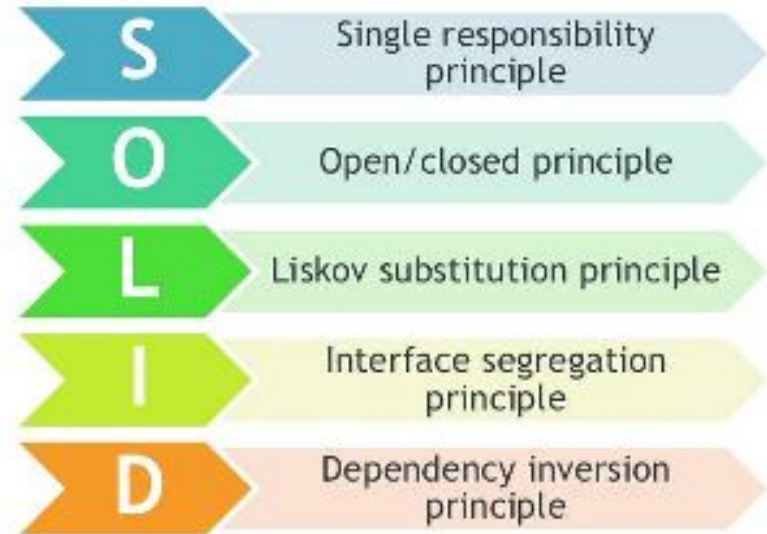 S
Single responsibility
principle
O
Open/closed principle
L
Liskov substitution principle
I
Interface segregation
principle
D
Dependency inversion
principle